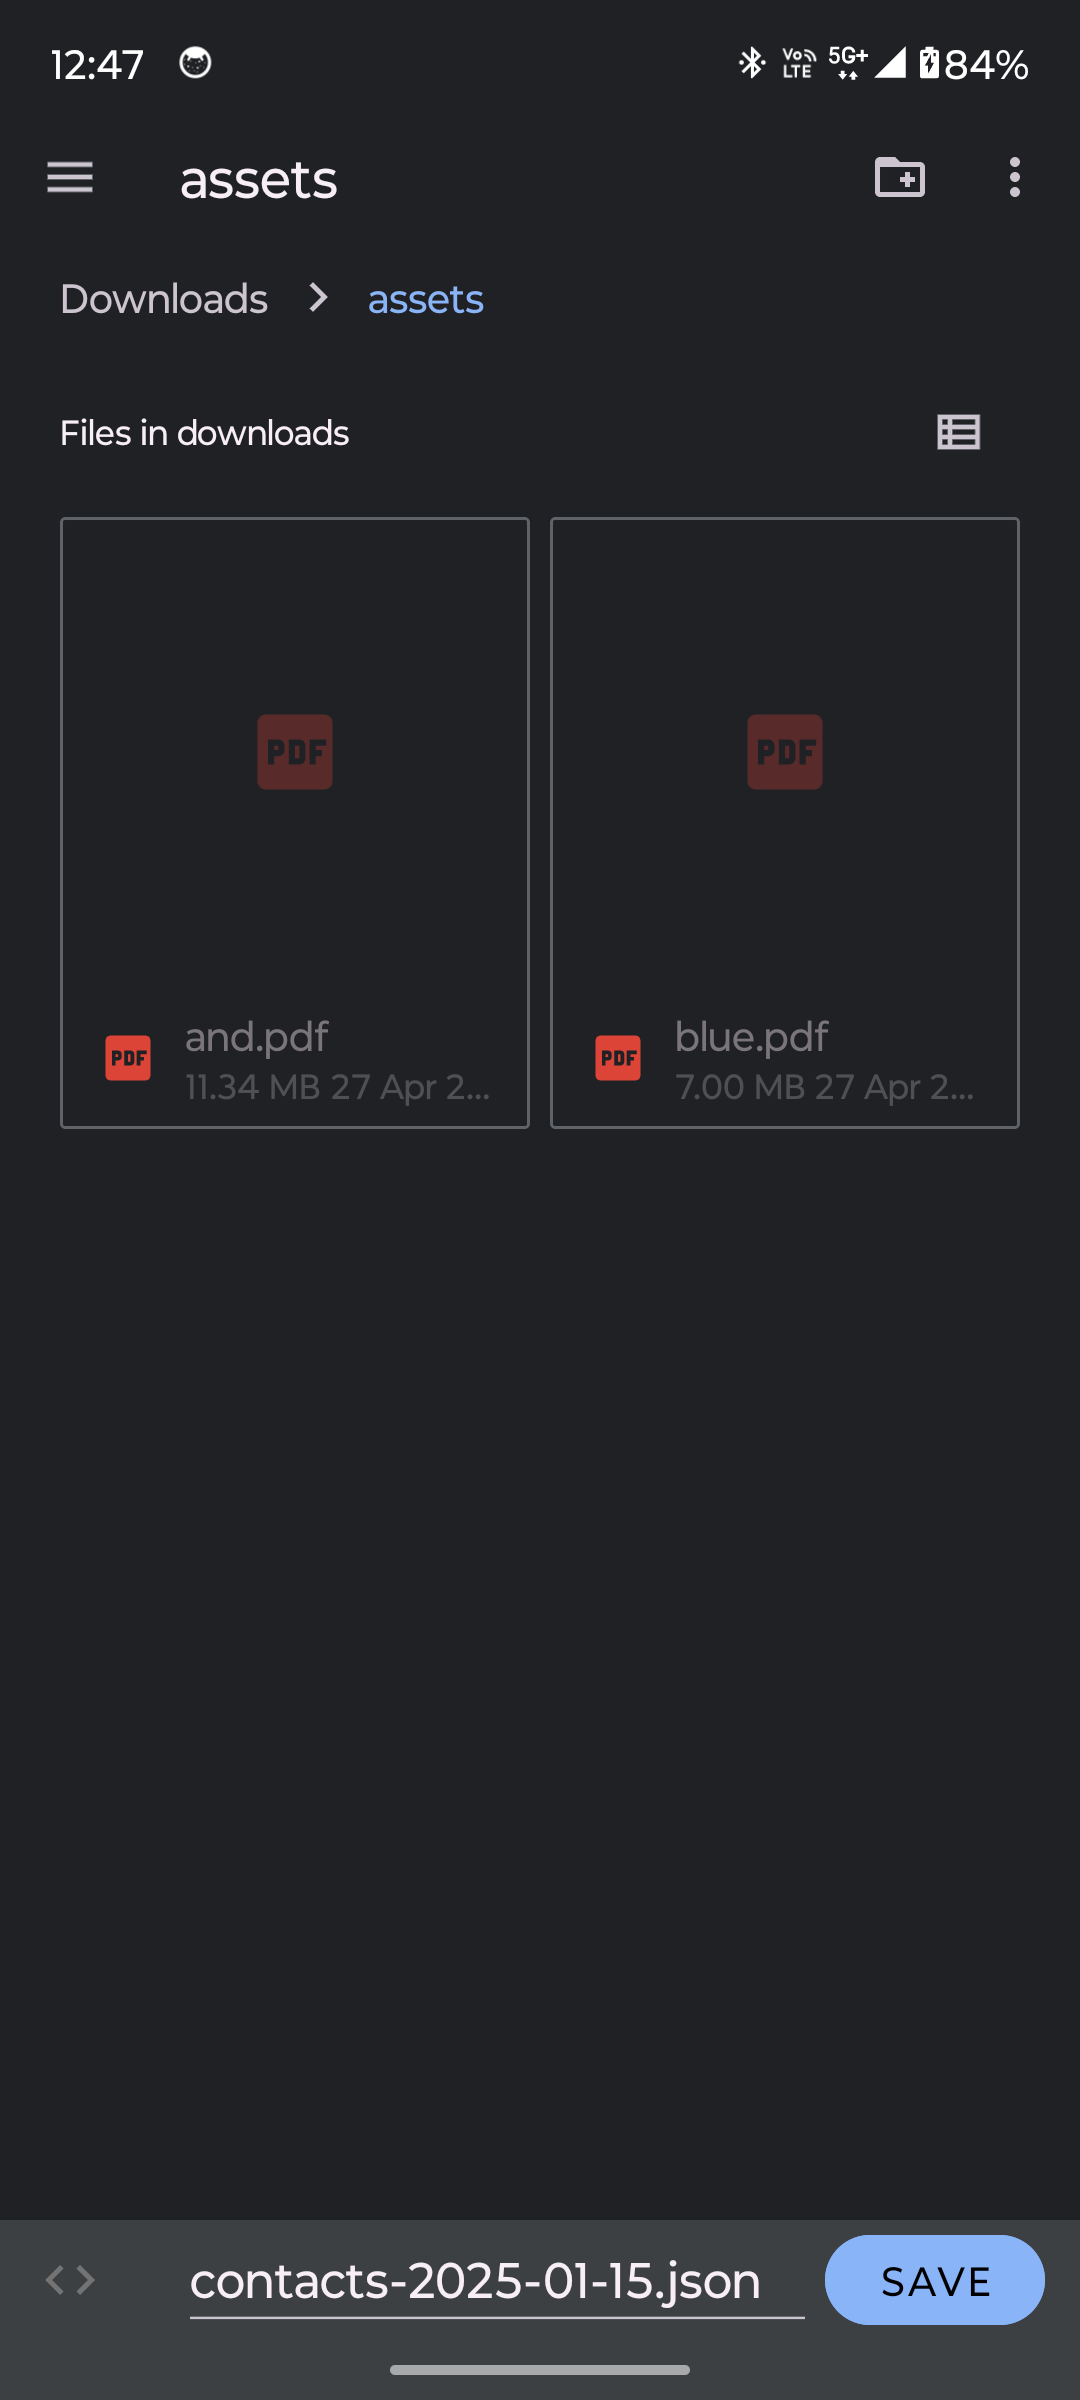 12:47
Vo LTE 5G+ 84%
assets
Downloads > assets
Files in downloads
PDF PDF
PDF and.pdf
11.34 MB 27 Apr 2...
PDF blue.pdf
7.00 MB 27 Apr 2...
contacts-2025-01-15.json SAVE